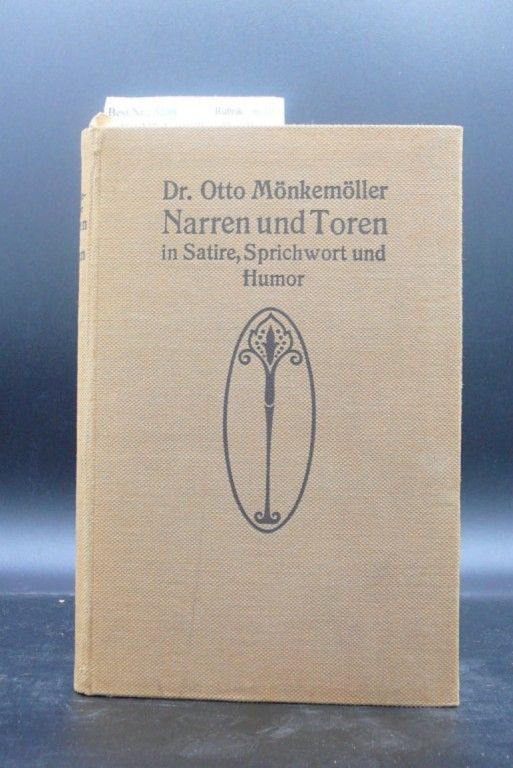 Dr. Otto Mönkemöller
Narren und Toren
in Satire, Sprichwort und
Humor